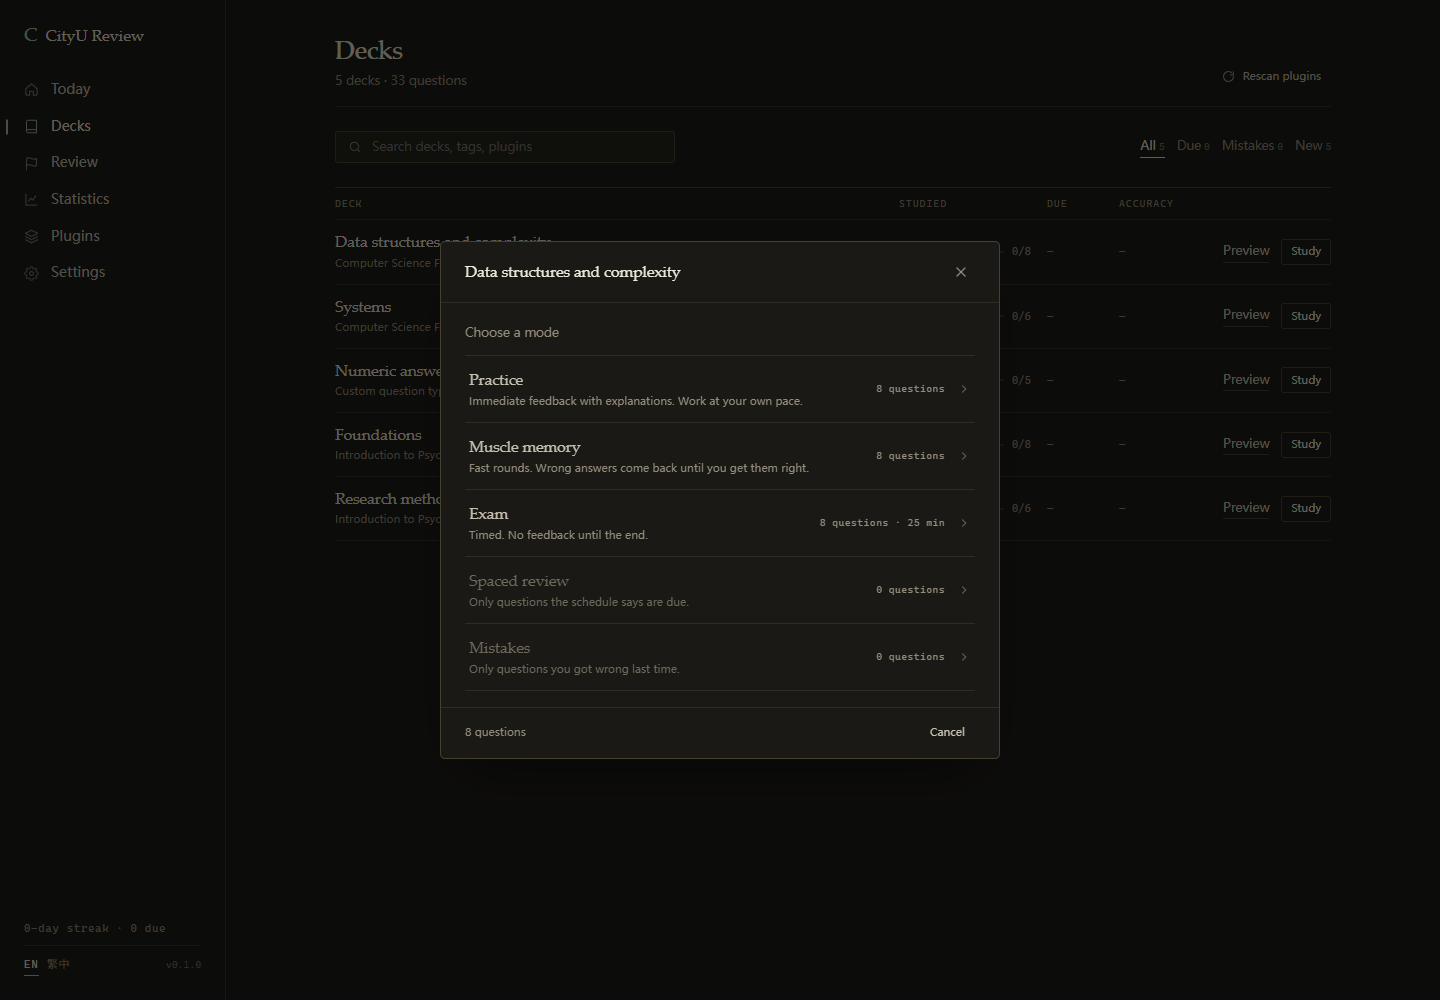 C CityU Review
Today
Decks
Review
Statistics
Plugins
Settings
0-day streak · 0 due
EN 繁中 v0.1.0
Decks
5 decks · 33 questions
Rescan plugins
Search decks, tags, plugins
All 5 Due 0 Mistakes 0 New 5
DECK STUDIED DUE ACCURACY
Data structures and complexity
Computer Science 0/8 – – Preview Study
Systems
Computer Science 0/6 – – Preview Study
Numeric
Custom question 0/5 – – Preview Study
Foundations
Introduction to 0/8 – – Preview Study
Research
Introduction to 0/6 – – Preview Study
Data structures and complexity
Choose a mode
Practice
Immediate feedback with explanations. Work at your own pace.
8 questions
Muscle memory
Fast rounds. Wrong answers come back until you get them right.
8 questions
Exam
Timed. No feedback until the end.
8 questions · 25 min
Spaced review
Only questions the schedule says are due.
0 questions
Mistakes
Only questions you got wrong last time.
0 questions
8 questions
Cancel